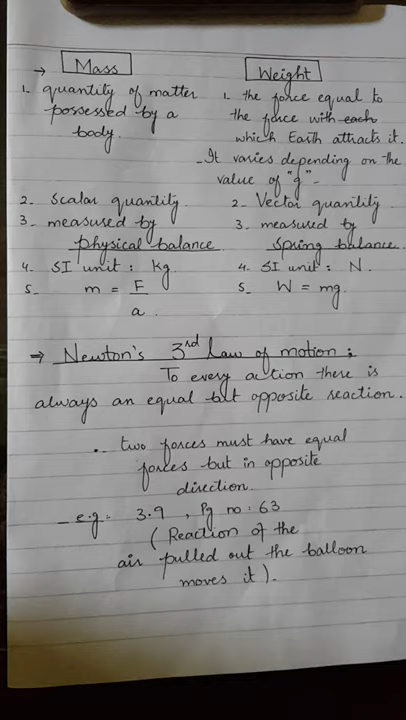 → Mass
1. quantity of matter
possessed by a
body.
2- Scalar quantity.
3- measured by
physical balance
4. SI unit : kg
5- m = F/a.
Weight
1. the force equal to
the force with each
which Earth attracts it.
- It varies depending on the
value of "g" -
2- Vector quantity.
3. measured by
Spring balance.
4. SI unit : N.
5. W = mg.
⇒ Newton's 3rd law of motion :
To every action there is
always an equal but opposite reaction.
.. two forces must have equal
forces but in opposite
direction.
- e.g: 3.9, Pg no: 63
( Reaction of the
air pulled out the balloon
moves it ).